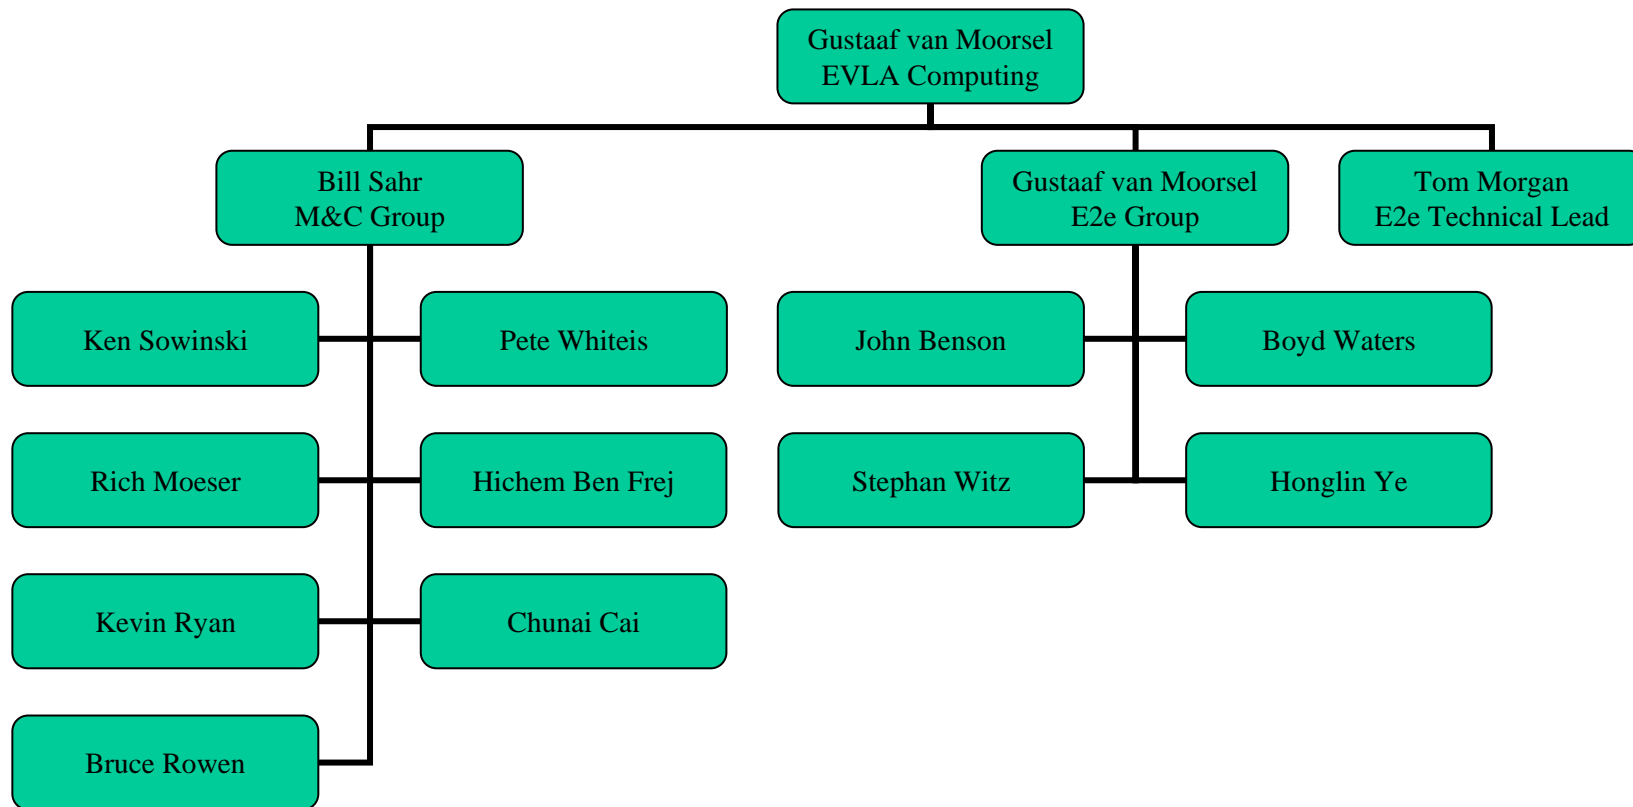 Gustaaf van Moorsel
EVLA Computing
Bill Sahr
M&C Group
Gustaaf van Moorsel
E2e Group
Tom Morgan
E2e Technical Lead
Ken Sowinski
Pete Whiteis
John Benson
Boyd Waters
Rich Moeser
Hichem Ben Frej
Stephan Witz
Honglin Ye
Kevin Ryan
Chunai Cai
Bruce Rowen